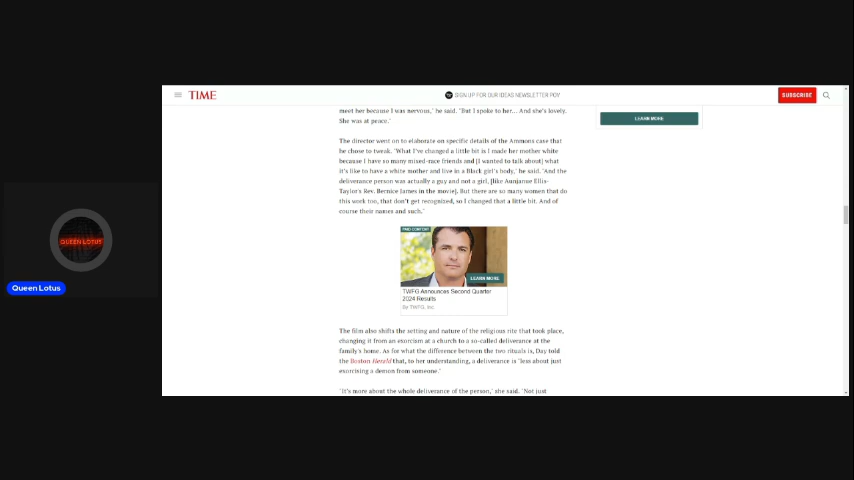 TIME
SIGN UP FOR OUR IDEAS NEWSLETTER POV
SUBSCRIBE
meet her because I was nervous," he said. "But I spoke to her… And she's lovely.
She was at peace."
LEARN MORE
The director went on to elaborate on specific details of the Ammons case that
he chose to tweak. "What I've changed a little bit is I made her mother white
because I have so many mixed-race friends and [I wanted to talk about] what
it's like to have a white mother and live in a Black girl's body," he said. "And the
deliverance person was actually a guy and not a girl, [like Aunjanue Ellis-
Taylor's Rev. Bernice James in the movie]. But there are so many women that do
this work too, that don't get recognized, so I changed that a little bit. And of
course their names and such."
PAID CONTENT
LEARN MORE
TWFG Announces Second Quarter
2024 Results
By TWFG, Inc.
QUEEN LOTUS
Queen Lotus
The film also shifts the setting and nature of the religious rite that took place,
changing it from an exorcism at a church to a so-called deliverance at the
family's home. As for what the difference between the two rituals is, Day told
the Boston Herald that, to her understanding, a deliverance is "less about just
exorcising a demon from someone."
"It's more about the whole deliverance of the person," she said. "Not just